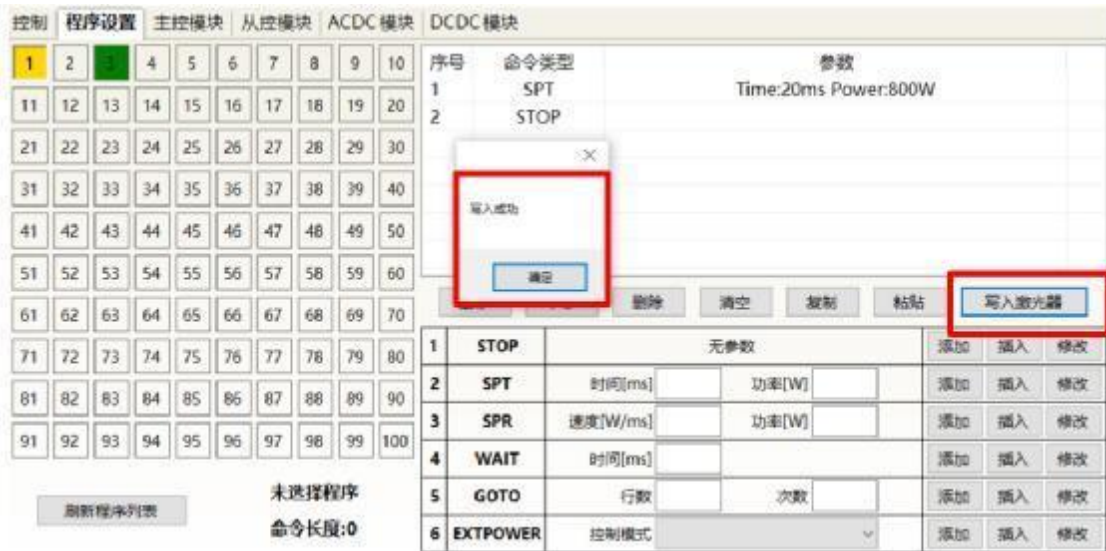 控制 程序设置 主控模块 从控模块 ACDC 模块 DCDC 模块
序号 命令类型 参数
1 SPT Time:20ms Power:800W
2 STOP
1 2 3 4 5 6 7 8 9 10
11 12 13 14 15 16 17 18 19 20
21 22 23 24 25 26 27 28 29 30
31 32 33 34 35 36 37 38 39 40
41 42 43 44 45 46 47 48 49 50
51 52 53 54 55 56 57 58 59 60
61 62 63 64 65 66 67 68 69 70
71 72 73 74 75 76 77 78 79 80
81 82 83 84 85 86 87 88 89 90
91 92 93 94 95 96 97 98 99 100
刷新程序列表
未选择程序
命令长度:0
写入成功
确定
删除 清空 复制 粘贴 写入激光器
1 STOP 无参数 添加 插入 修改
2 SPT 时间[ms] 功率[W] 添加 插入 修改
3 SPR 速度[W/ms] 功率[W] 添加 插入 修改
4 WAIT 时间[ms] 添加 插入 修改
5 GOTO 行数 次数 添加 插入 修改
6 EXTPOWER 控制模式 添加 插入 修改